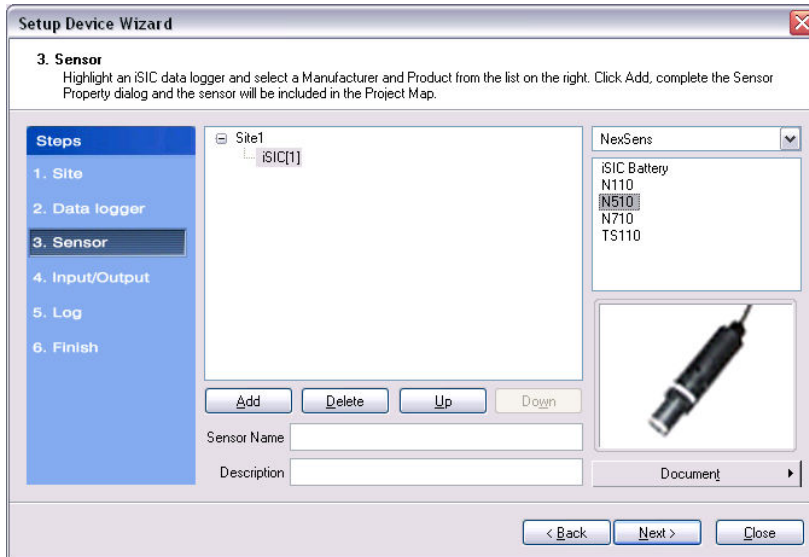 Setup Device Wizard
3. Sensor
Highlight an iSIC data logger and select a Manufacturer and Product from the list on the right. Click Add, complete the Sensor
Property dialog and the sensor will be included in the Project Map.
Steps
1. Site
2. Data logger
3. Sensor
4. Input/Output
5. Log
6. Finish
Site1
iSIC[1]
NexSens
iSIC Battery
N110
N510
N710
TS110
Add
Delete
Up
Down
Sensor Name
Description
Document
< Back
Next >
Close